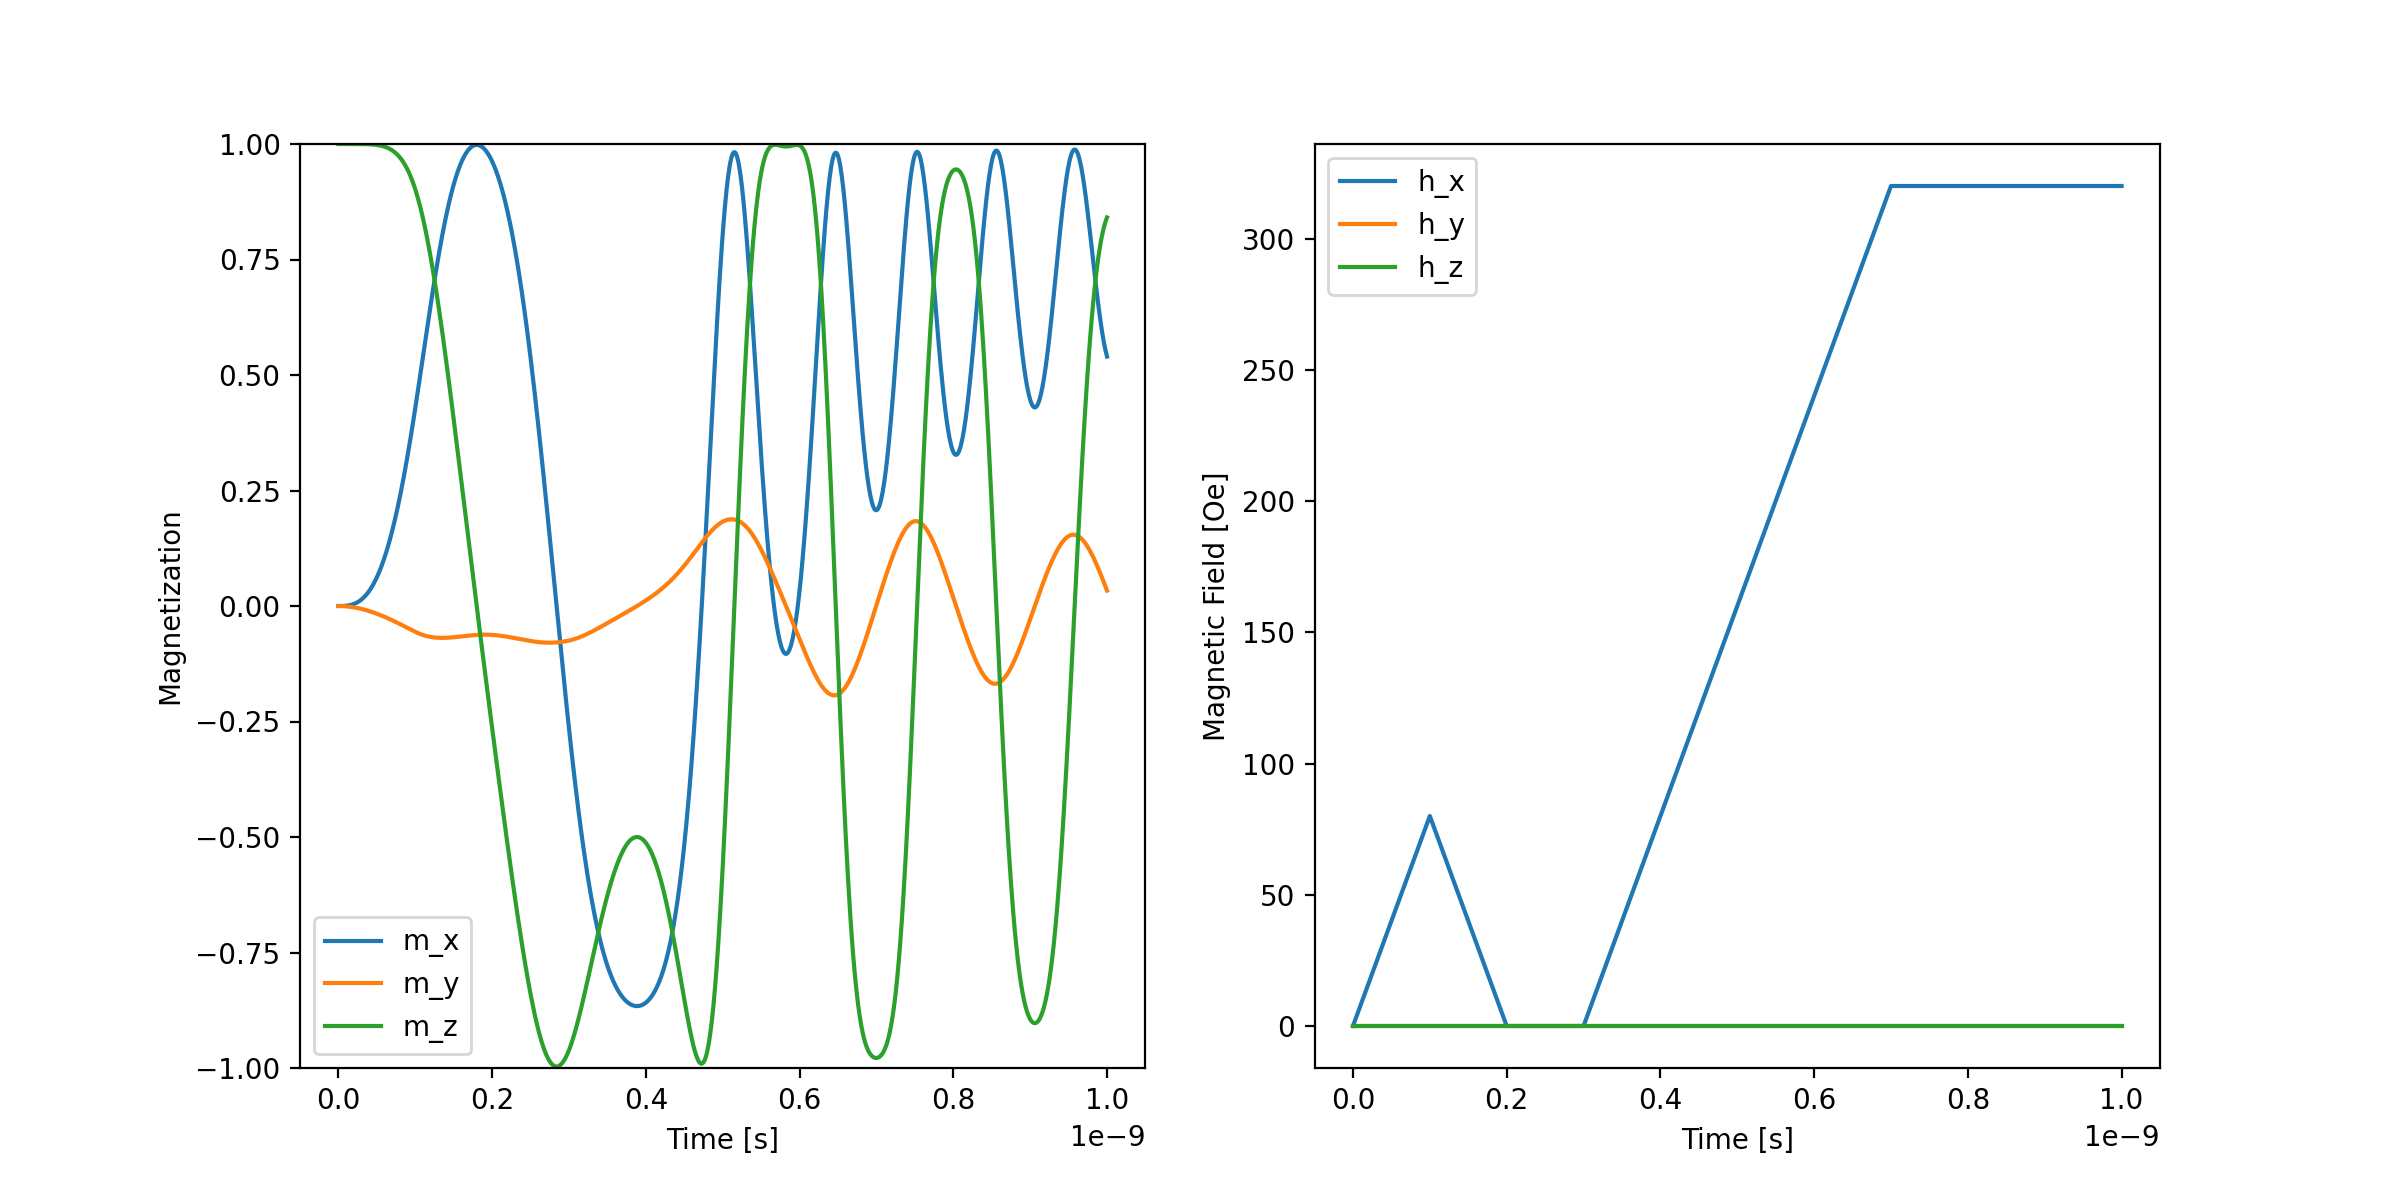 Magnetization
1.00
0.75
0.50
0.25
0.00
−0.25
−0.50
−0.75
−1.00
m_x
m_y
m_z
0.0 0.2 0.4 0.6 0.8 1.0
Time [s]
1e−9
Magnetic Field [Oe]
300
250
200
150
100
50
0
h_x
h_y
h_z
0.0 0.2 0.4 0.6 0.8 1.0
Time [s]
1e−9